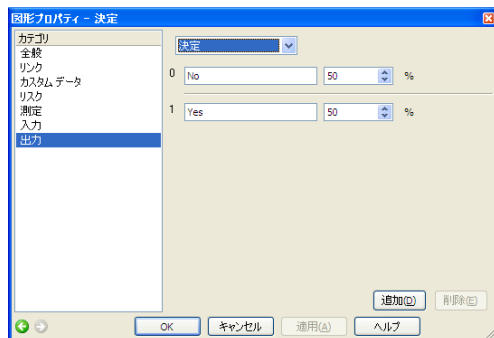 図形プロパティ - 決定
カテゴリ
全般
リンク
カスタム データ
リスク
測定
入力
出力
決定
0 No 50 %
1 Yes 50 %
追加(D) 削除(E)
OK キャンセル 適用(A) ヘルプ